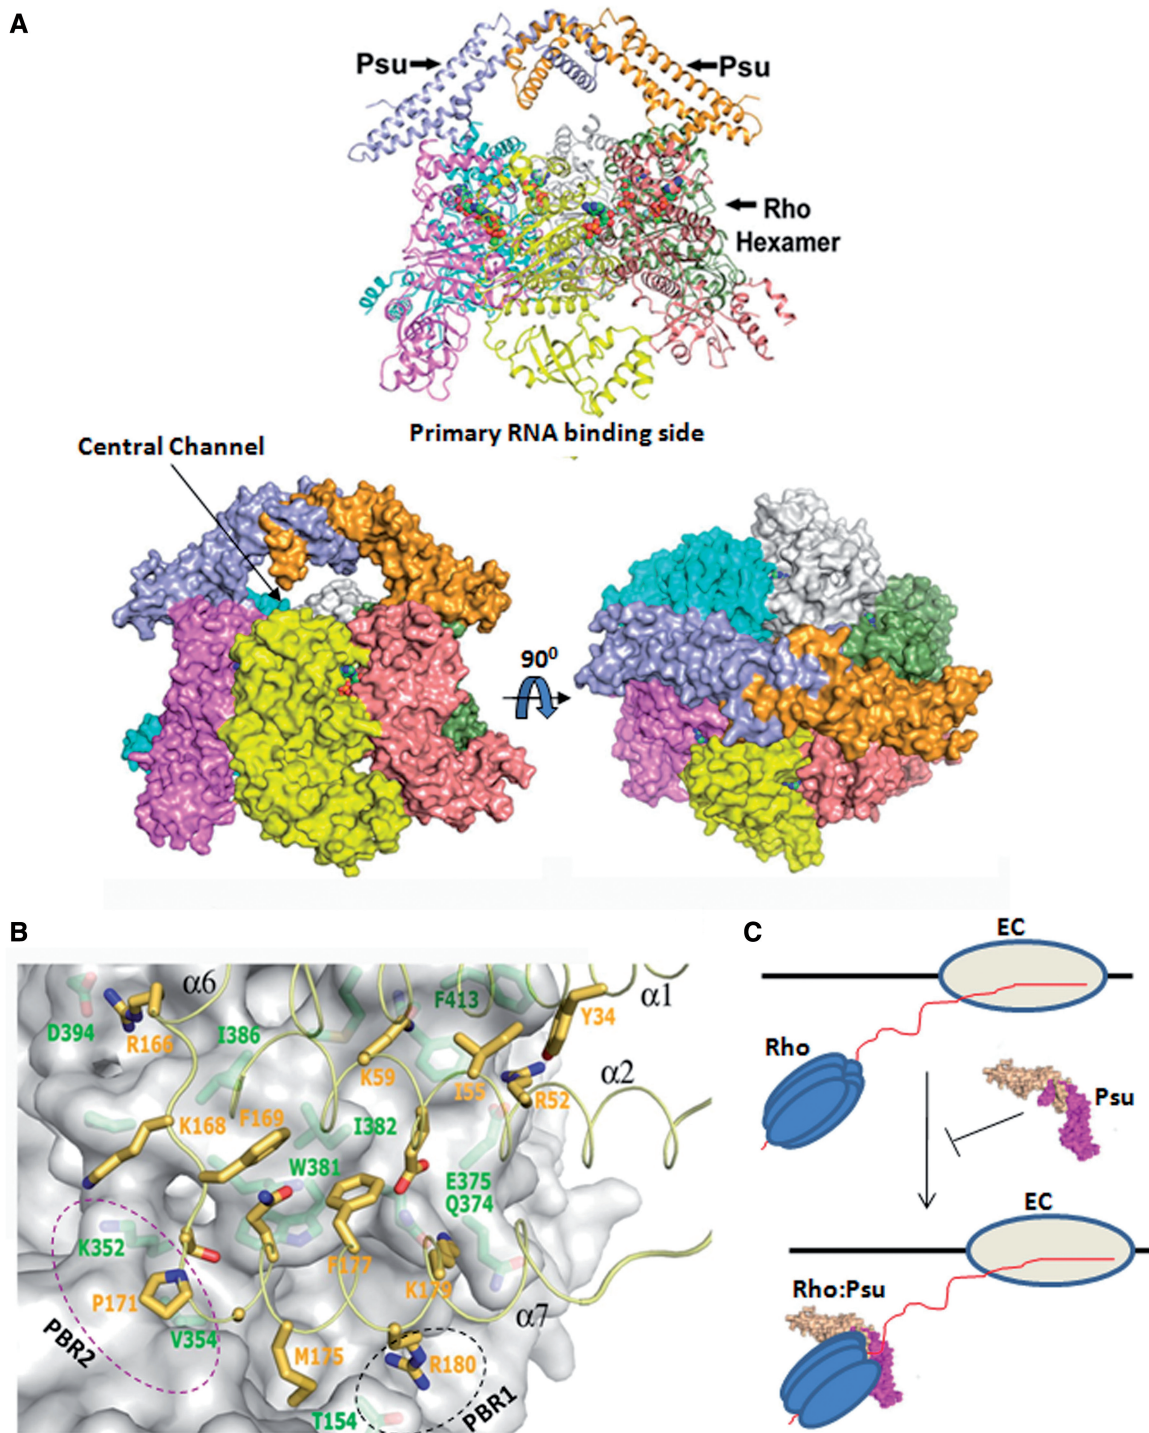 A
Psu
Psu
Rho
Hexamer
Primary RNA binding side
Central Channel
90⁰
B
α6
F413
α1
D394
R166
I386
Y34
K59
I55
α2
R52
K168
F169
I382
W381
E375
Q374
K352
F177
P171
K179
α7
V354
PBR2
M175
R180
T154
PBR1
C
EC
Rho
Psu
EC
Rho:Psu